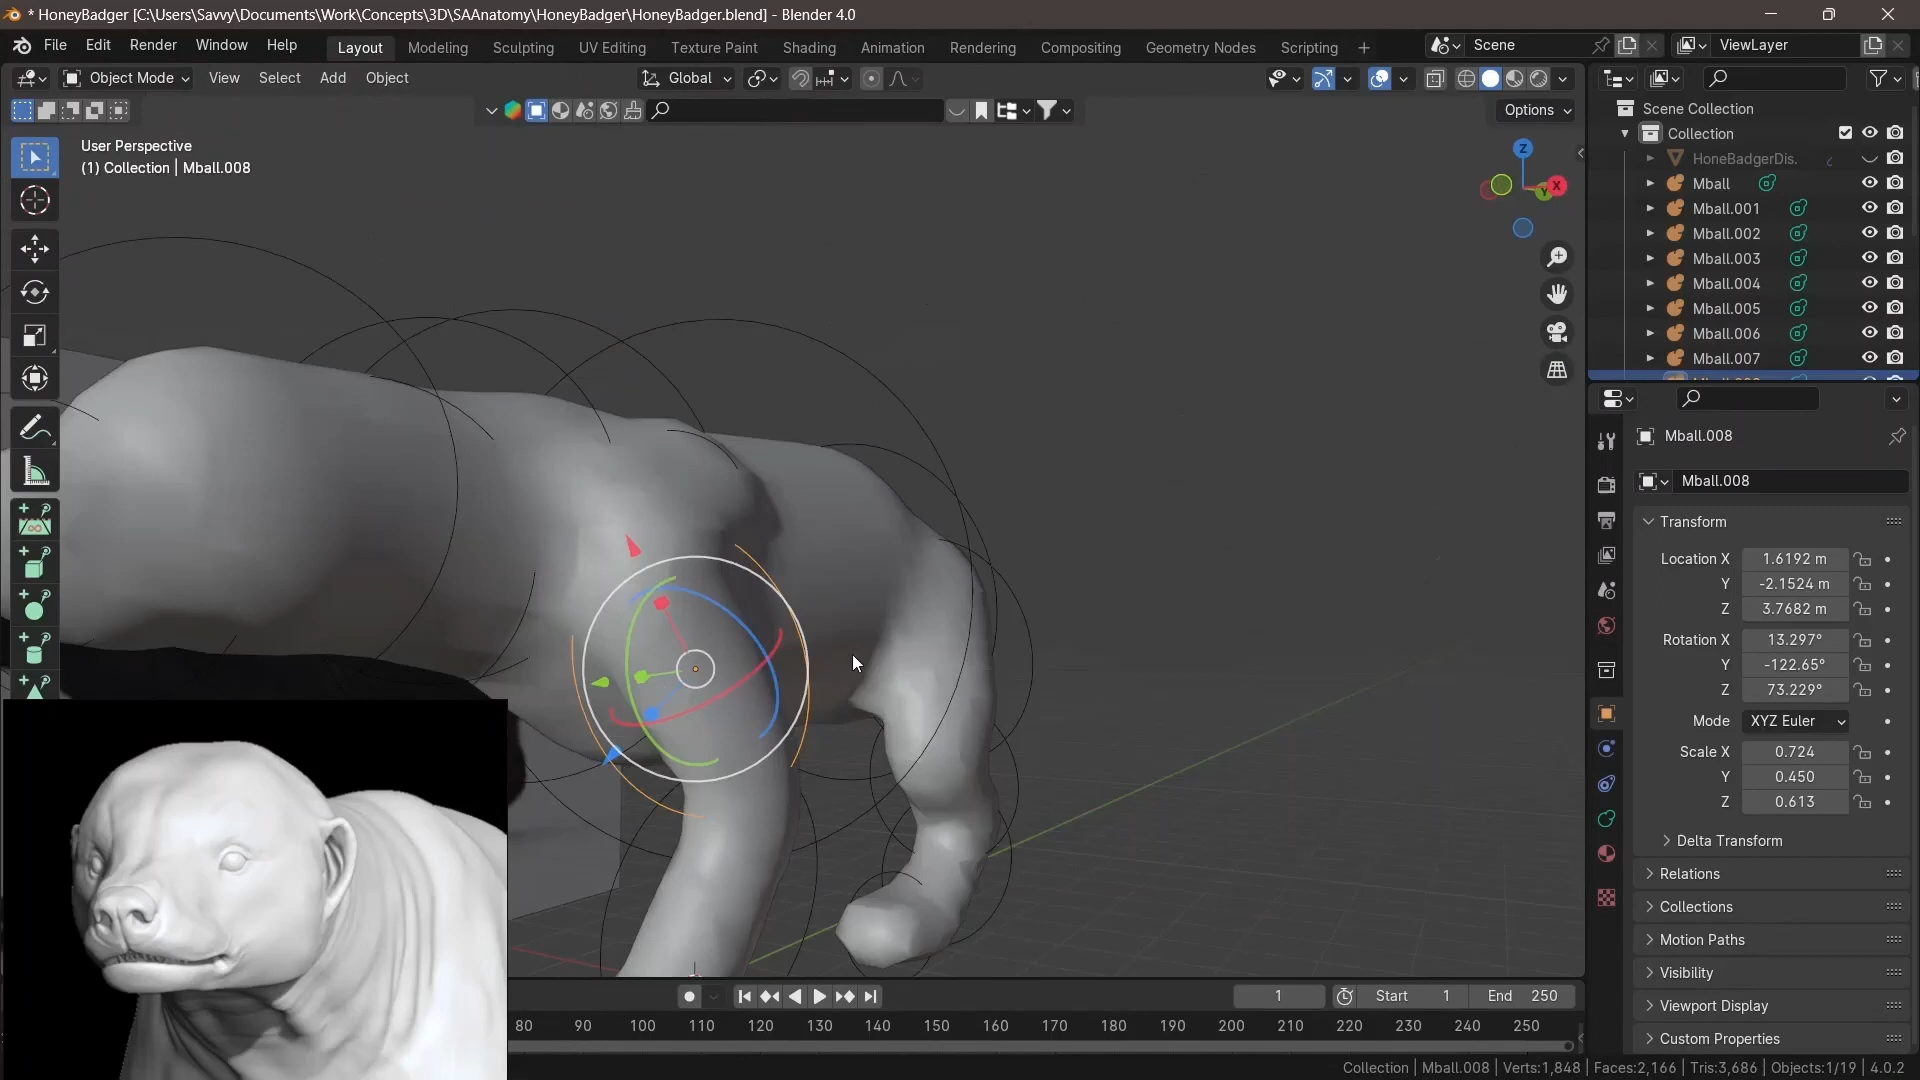 * HoneyBadger [C:\Users\Savvy\Documents\Work\Concepts\3D\SAAnatomy\HoneyBadger\HoneyBadger.blend] - Blender 4.0
File Edit Render Window Help Layout Modeling Sculpting UV Editing Texture Paint Shading Animation Rendering Compositing Geometry Nodes Scripting + Scene ViewLayer
Object Mode View Select Add Object Global
Options
User Perspective
(1) Collection | Mball.008
Z
X
Y
Scene Collection
Collection
HoneBadgerDis.
Mball
Mball.001
Mball.002
Mball.003
Mball.004
Mball.005
Mball.006
Mball.007
Mball.008
Mball.008
Transform
Location X 1.6192 m
Y -2.1524 m
Z 3.7682 m
Rotation X 13.297°
Y -122.65°
Z 73.229°
Mode XYZ Euler
Scale X 0.724
Y 0.450
Z 0.613
Delta Transform
Relations
Collections
Motion Paths
Visibility
Viewport Display
Custom Properties
1 Start 1 End 250
80 90 100 110 120 130 140 150 160 170 180 190 200 210 220 230 240 250
Collection | Mball.008 | Verts:1,848 | Faces:2,166 | Tris:3,686 | Objects:1/19 | 4.0.2